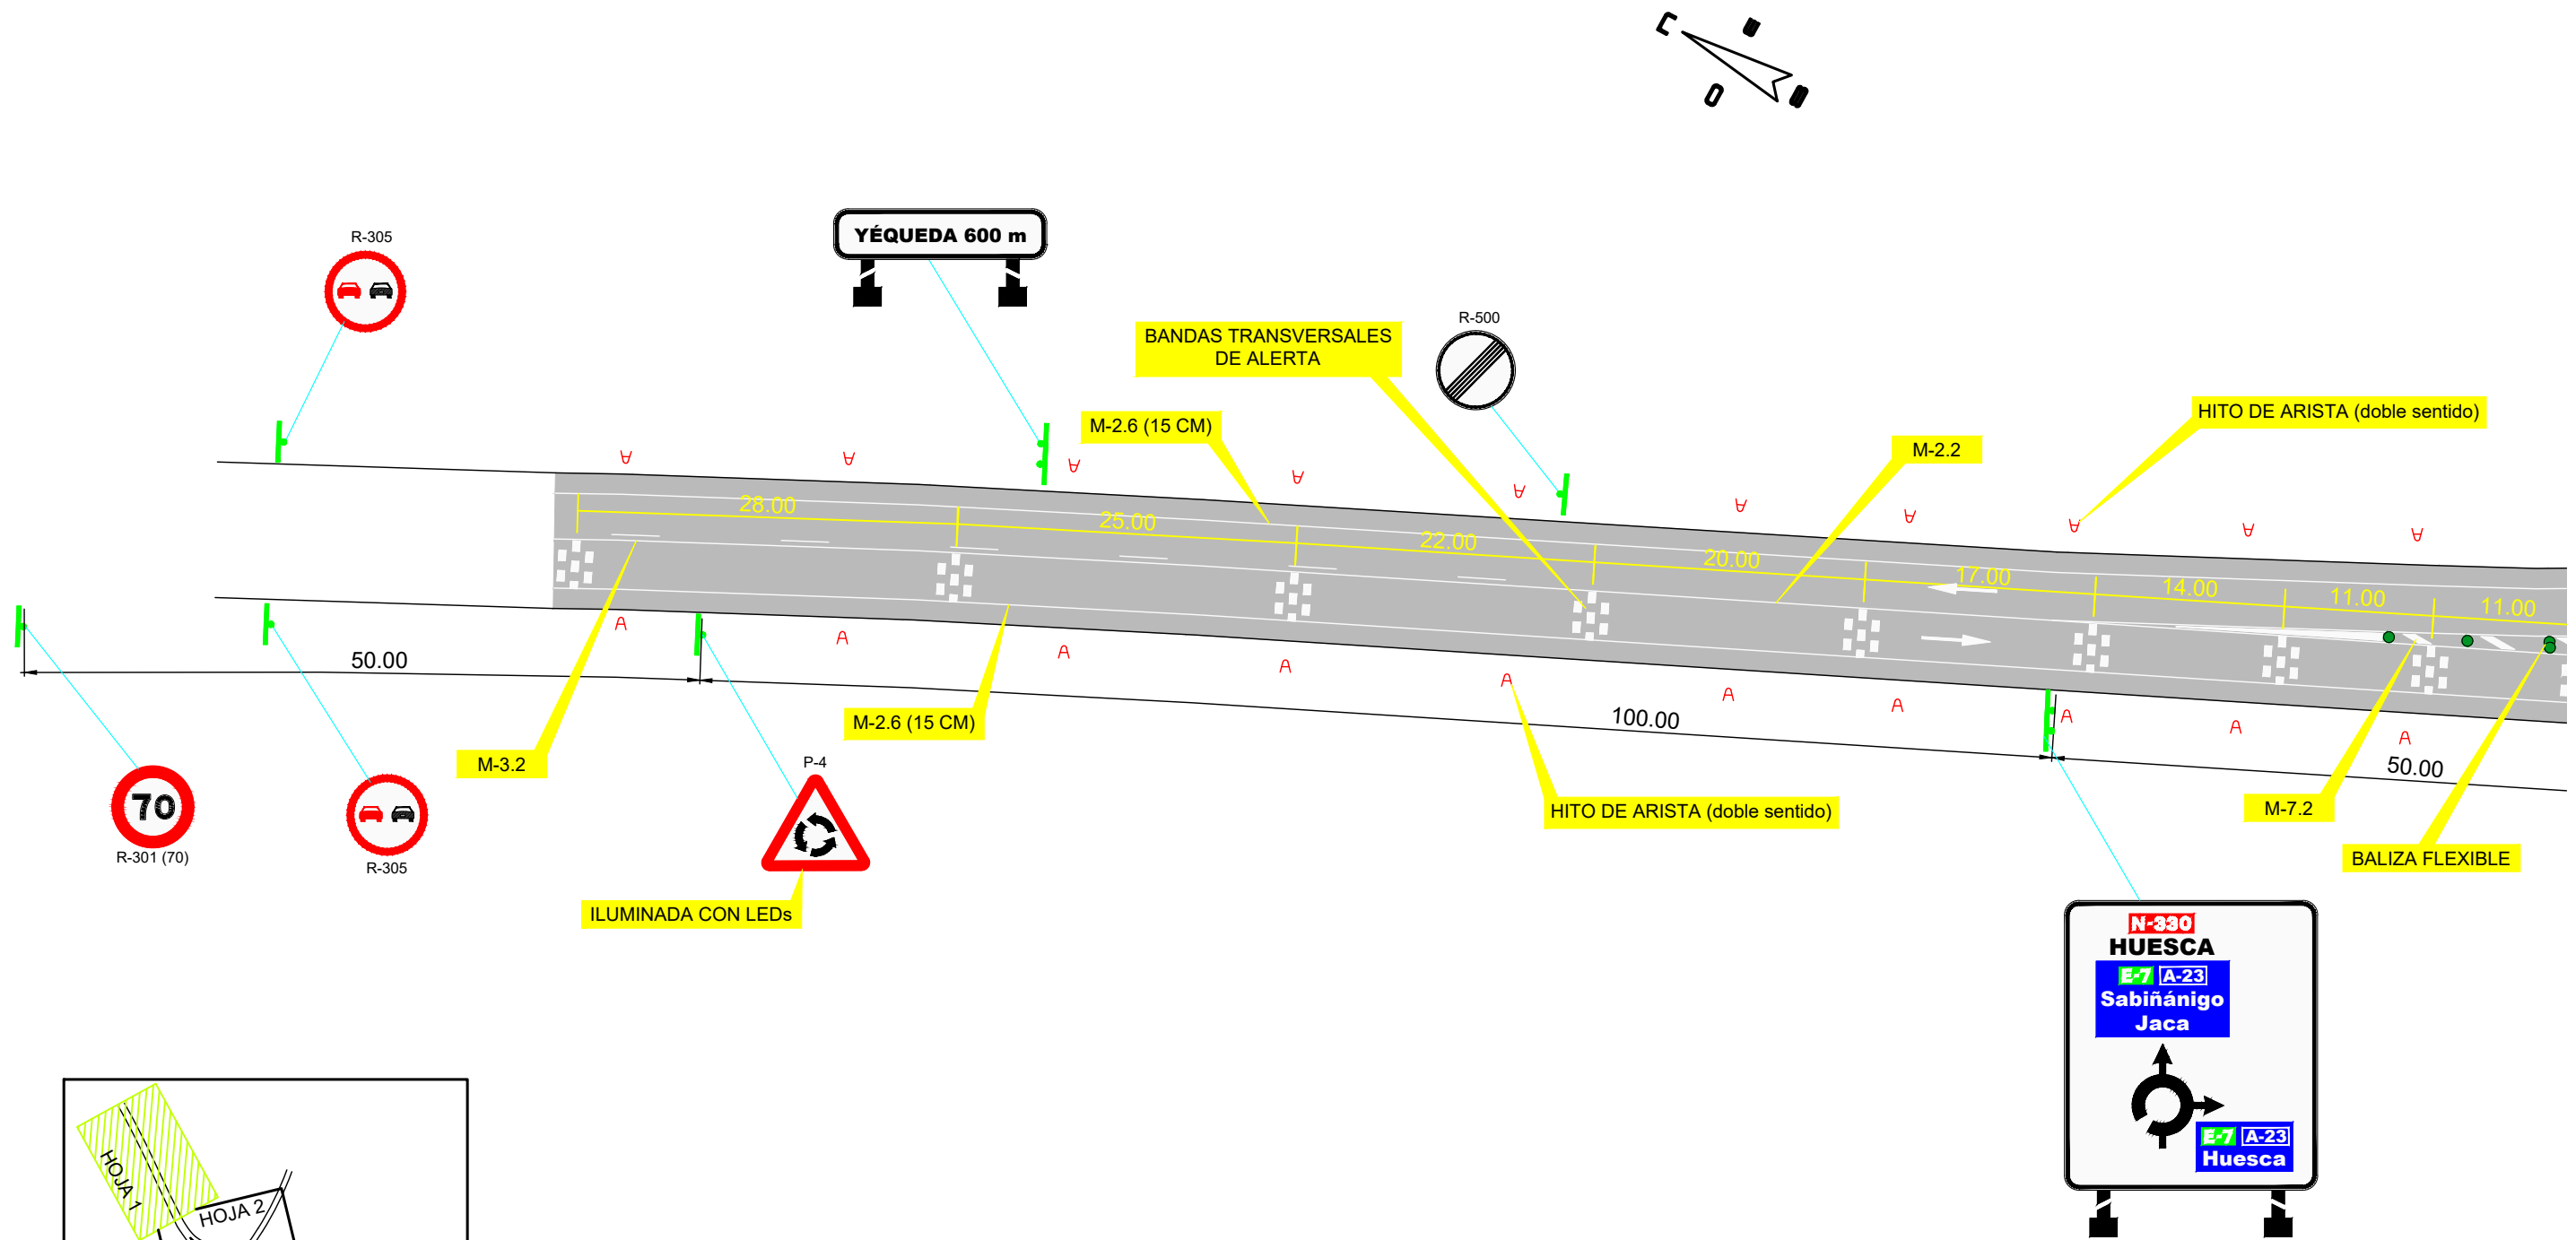 R-305
YÉQUEDA 600 m
R-500
BANDAS TRANSVERSALES
DE ALERTA
M-2.6 (15 CM)
HITO DE ARISTA (doble sentido)
M-2.2
28.00
25.00
22.00
20.00
17.00
14.00
11.00
11.00
50.00
100.00
50.00
M-2.6 (15 CM)
M-3.2
P-4
70
R-301 (70)
R-305
HITO DE ARISTA (doble sentido)
M-7.2
BALIZA FLEXIBLE
ILUMINADA CON LEDs
N-330
HUESCA
E-7 A-23
Sabiñánigo
Jaca
E-7 A-23
Huesca
HOJA 1
HOJA 2